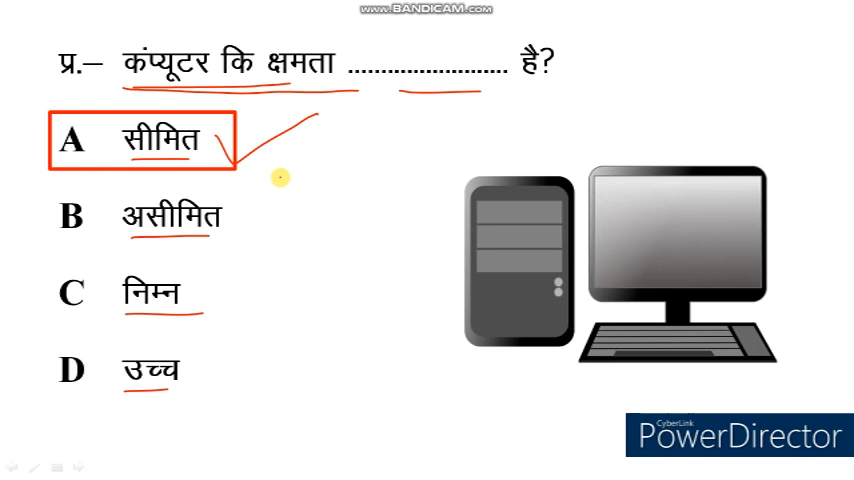 www.BANDICAM.com
प्र.– कंप्यूटर कि क्षमता .......................... है?
A सीमित
B असीमित
C निम्न
D उच्च
CyberLink
PowerDirector